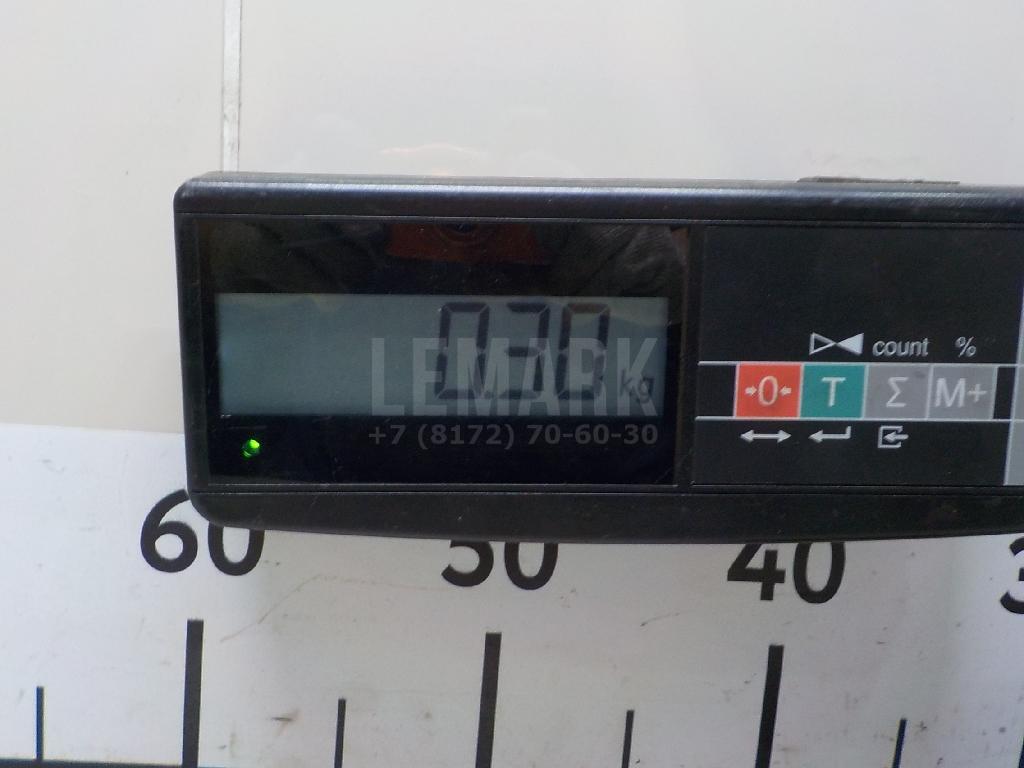 0.30 kg
LEMARK
+7 (8172) 70-60-30
count %
→0← T Σ M+
60 50 40